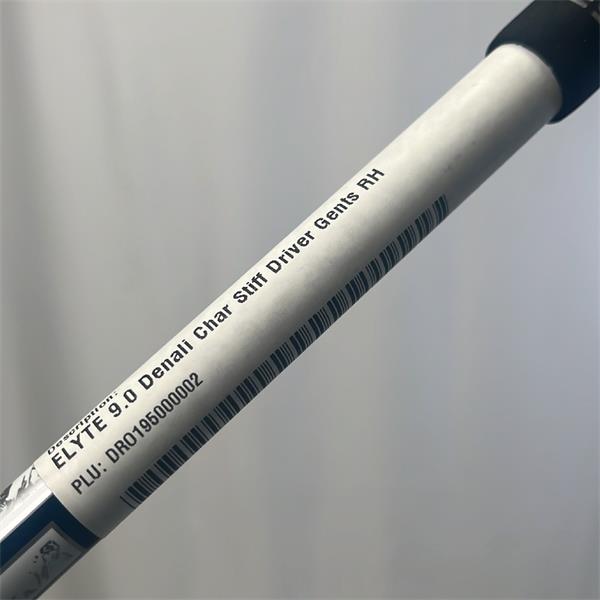 Description:
ELYTE 9.0 Denali Char Stiff Driver Gents RH
PLU: DRO195000002